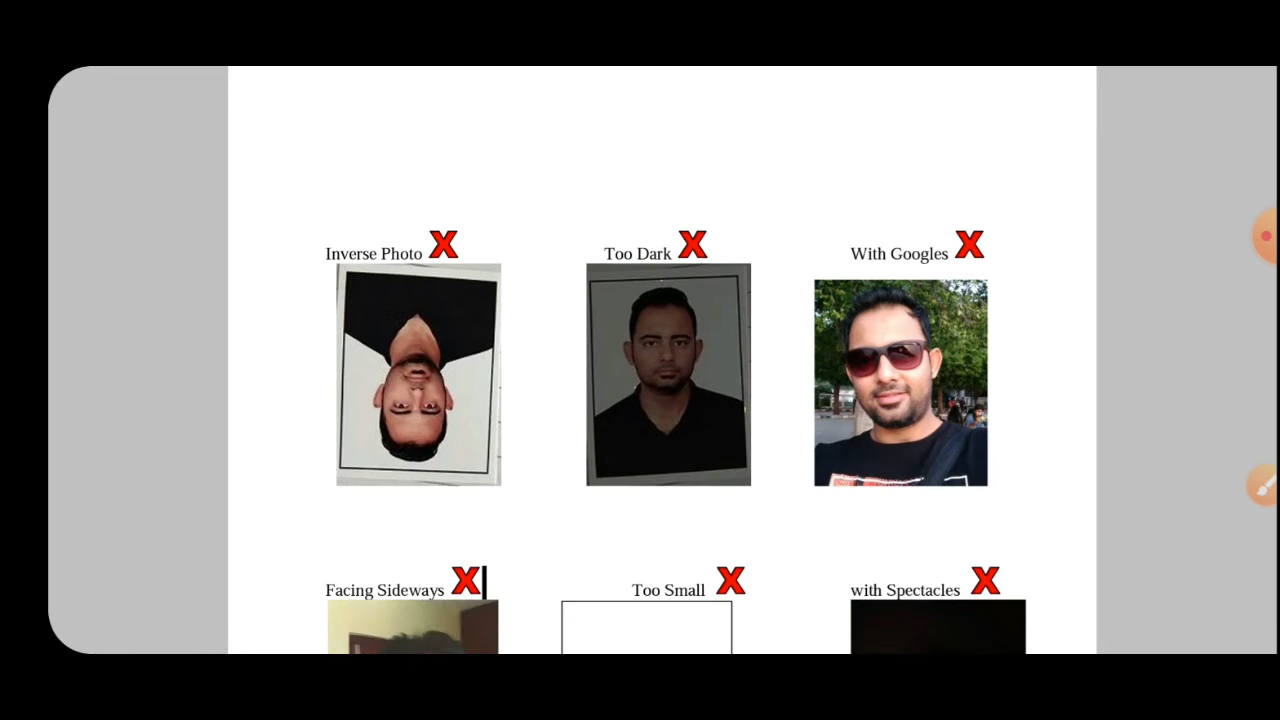 Inverse Photo X
Too Dark X
With Googles X
Facing Sideways X
Too Small X
with Spectacles X